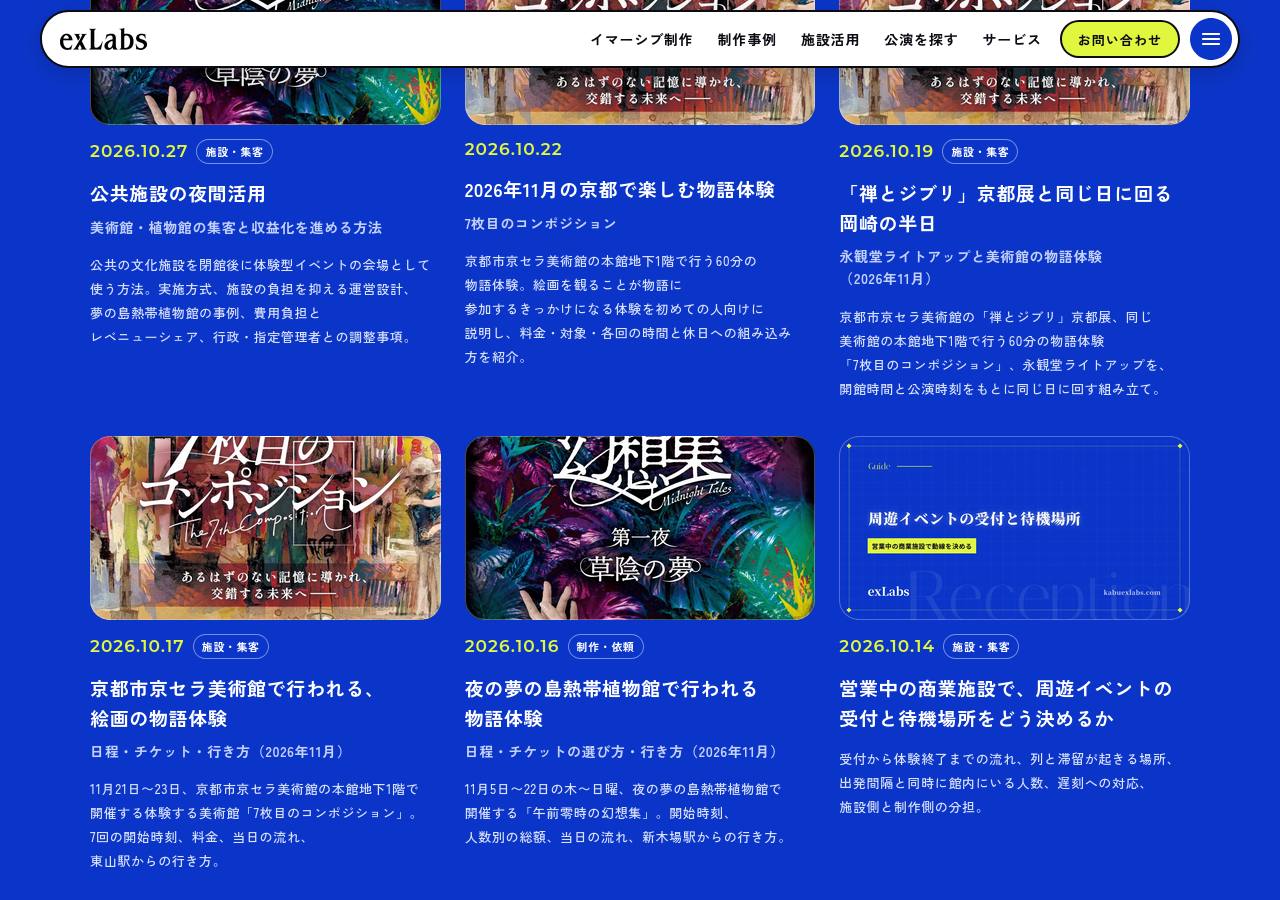 exLabs
イマーシブ制作
制作事例
施設活用
公演を探す
サービス
お問い合わせ
草陰の夢
あるはずのない記憶に導かれ、
交錯する未来へ——
あるはずのない記憶に導かれ、
交錯する未来へ——
2026.10.27 施設・集客
公共施設の夜間活用
美術館・植物館の集客と収益化を進める方法
公共の文化施設を閉館後に体験型イベントの会場として
使う方法。実施方式、施設の負担を抑える運営設計、
夢の島熱帯植物館の事例、費用負担と
レベニューシェア、行政・指定管理者との調整事項。
2026.10.22
2026年11月の京都で楽しむ物語体験
7枚目のコンポジション
京都市京セラ美術館の本館地下1階で行う60分の
物語体験。絵画を観ることが物語に
参加するきっかけになる体験を初めての人向けに
説明し、料金・対象・各回の時間と休日への組み込み
方を紹介。
2026.10.19 施設・集客
「禅とジブリ」京都展と同じ日に回る
岡崎の半日
永観堂ライトアップと美術館の物語体験
（2026年11月）
京都市京セラ美術館の「禅とジブリ」京都展、同じ
美術館の本館地下1階で行う60分の物語体験
「7枚目のコンポジション」、永観堂ライトアップを、
開館時間と公演時刻をもとに同じ日に回す組み立て。
7枚目の
コンポジション
The 7th Composition
あるはずのない記憶に導かれ、
交錯する未来へ——
2026.10.17 施設・集客
京都市京セラ美術館で行われる、
絵画の物語体験
日程・チケット・行き方（2026年11月）
11月21日〜23日、京都市京セラ美術館の本館地下1階で
開催する体験する美術館「7枚目のコンポジション」。
7回の開始時刻、料金、当日の流れ、
東山駅からの行き方。
幻想集
Midnight Tales
第一夜
草陰の夢
2026.10.16 制作・依頼
夜の夢の島熱帯植物館で行われる
物語体験
日程・チケットの選び方・行き方（2026年11月）
11月5日〜22日の木〜日曜、夜の夢の島熱帯植物館で
開催する「午前零時の幻想集」。開始時刻、
人数別の総額、当日の流れ、新木場駅からの行き方。
Guide
周遊イベントの受付と待機場所
営業中の商業施設で動線を決める
Reception
exLabs
kabuexlabs.com
2026.10.14 施設・集客
営業中の商業施設で、周遊イベントの
受付と待機場所をどう決めるか
受付から体験終了までの流れ、列と滞留が起きる場所、
出発間隔と同時に館内にいる人数、遅刻への対応、
施設側と制作側の分担。